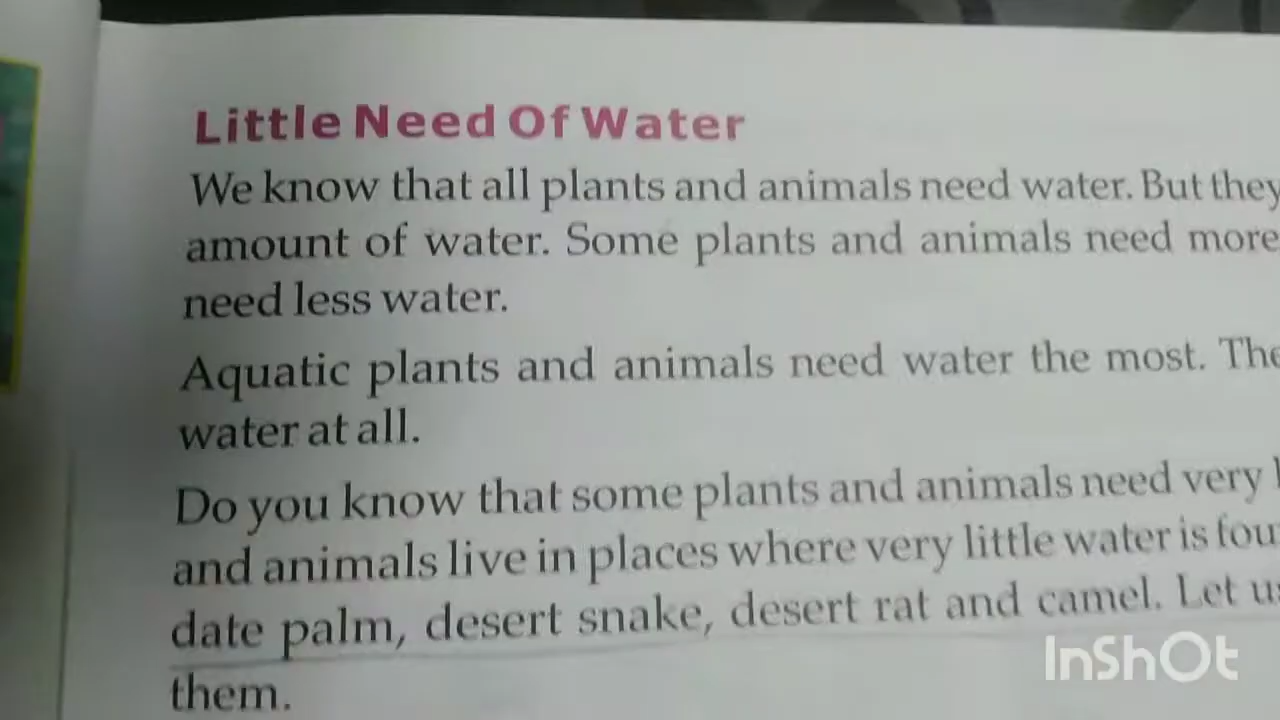 Little Need Of Water
We know that all plants and animals need water. But they
amount of water. Some plants and animals need more
need less water.
Aquatic plants and animals need water the most. The
water at all.
Do you know that some plants and animals need very
and animals live in places where very little water is fou
date palm, desert snake, desert rat and camel. Let us
them.
InShOt